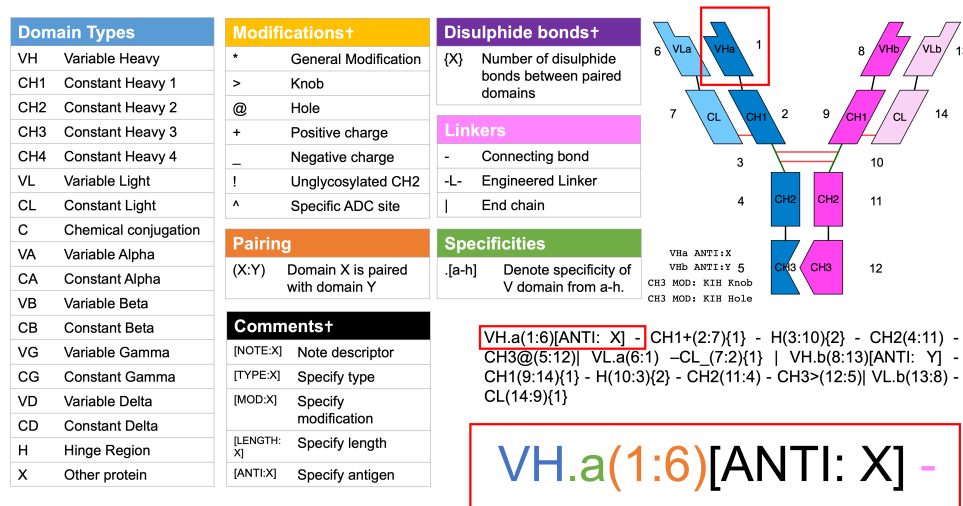 Domain Types
VH Variable Heavy
CH1 Constant Heavy 1
CH2 Constant Heavy 2
CH3 Constant Heavy 3
CH4 Constant Heavy 4
VL Variable Light
CL Constant Light
C Chemical conjugation
VA Variable Alpha
CA Constant Alpha
VB Variable Beta
CB Constant Beta
VG Variable Gamma
CG Constant Gamma
VD Variable Delta
CD Constant Delta
H Hinge Region
X Other protein
Modifications†
* General Modification
> Knob
@ Hole
+ Positive charge
_ Negative charge
! Unglycosylated CH2
^ Specific ADC site
Pairing
(X:Y) Domain X is paired
with domain Y
Comments†
[NOTE:X] Note descriptor
[TYPE:X] Specify type
[MOD:X] Specify
modification
[LENGTH: Specify length
X]
[ANTI:X] Specify antigen
Disulphide bonds†
{X} Number of disulphide
bonds between paired
domains
Linkers
- Connecting bond
-L- Engineered Linker
| End chain
Specificities
.[a-h] Denote specificity of
V domain from a-h.
6 VLa VHa 1 8 VHb VLb 1
7 CL CH1 2 9 CH1 CL 14
3 10
4 CH2 CH2 11
5 CH3 CH3 12
VHa ANTI:X
VHb ANTI:Y
CH3 MOD: KIH Knob
CH3 MOD: KIH Hole
VH.a(1:6)[ANTI: X] - CH1+(2:7){1} - H(3:10){2} - CH2(4:11) -
CH3@(5:12)| VL.a(6:1) –CL_(7:2){1} | VH.b(8:13)[ANTI: Y] -
CH1(9:14){1} - H(10:3){2} - CH2(11:4) - CH3>(12:5)| VL.b(13:8) -
CL(14:9){1}
VH.a(1:6)[ANTI: X] -